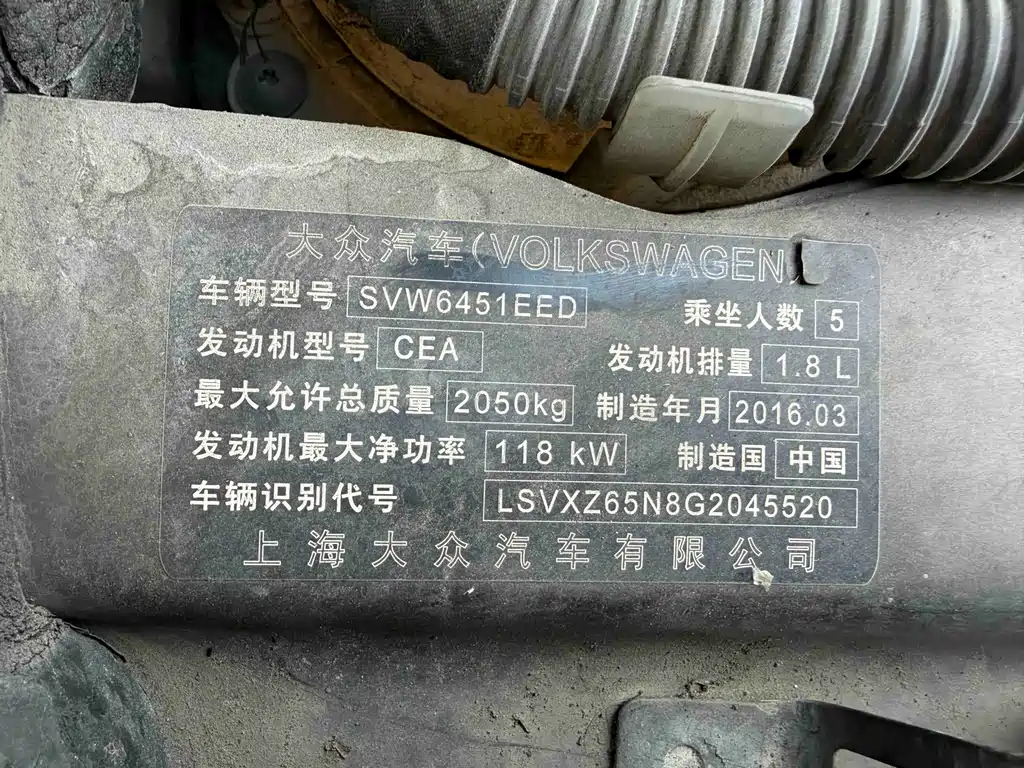 大众汽车(VOLKSWAGEN)
车辆型号 SVW6451EED 乘坐人数 5
发动机型号 CEA 发动机排量 1.8 L
最大允许总质量 2050kg 制造年月 2016.03
发动机最大净功率 118 kW 制造国 中国
车辆识别代号 LSVXZ65N8G2045520
上海大众汽车有限公司